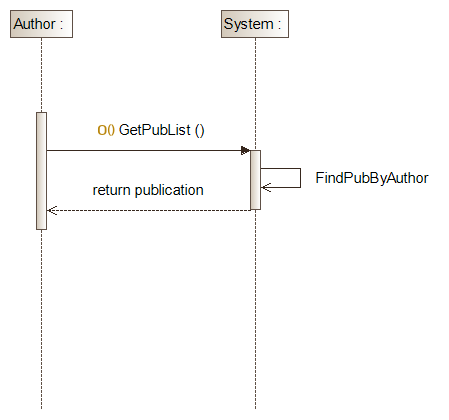 Author :
System :
O() GetPubList ()
FindPubByAuthor
return publication